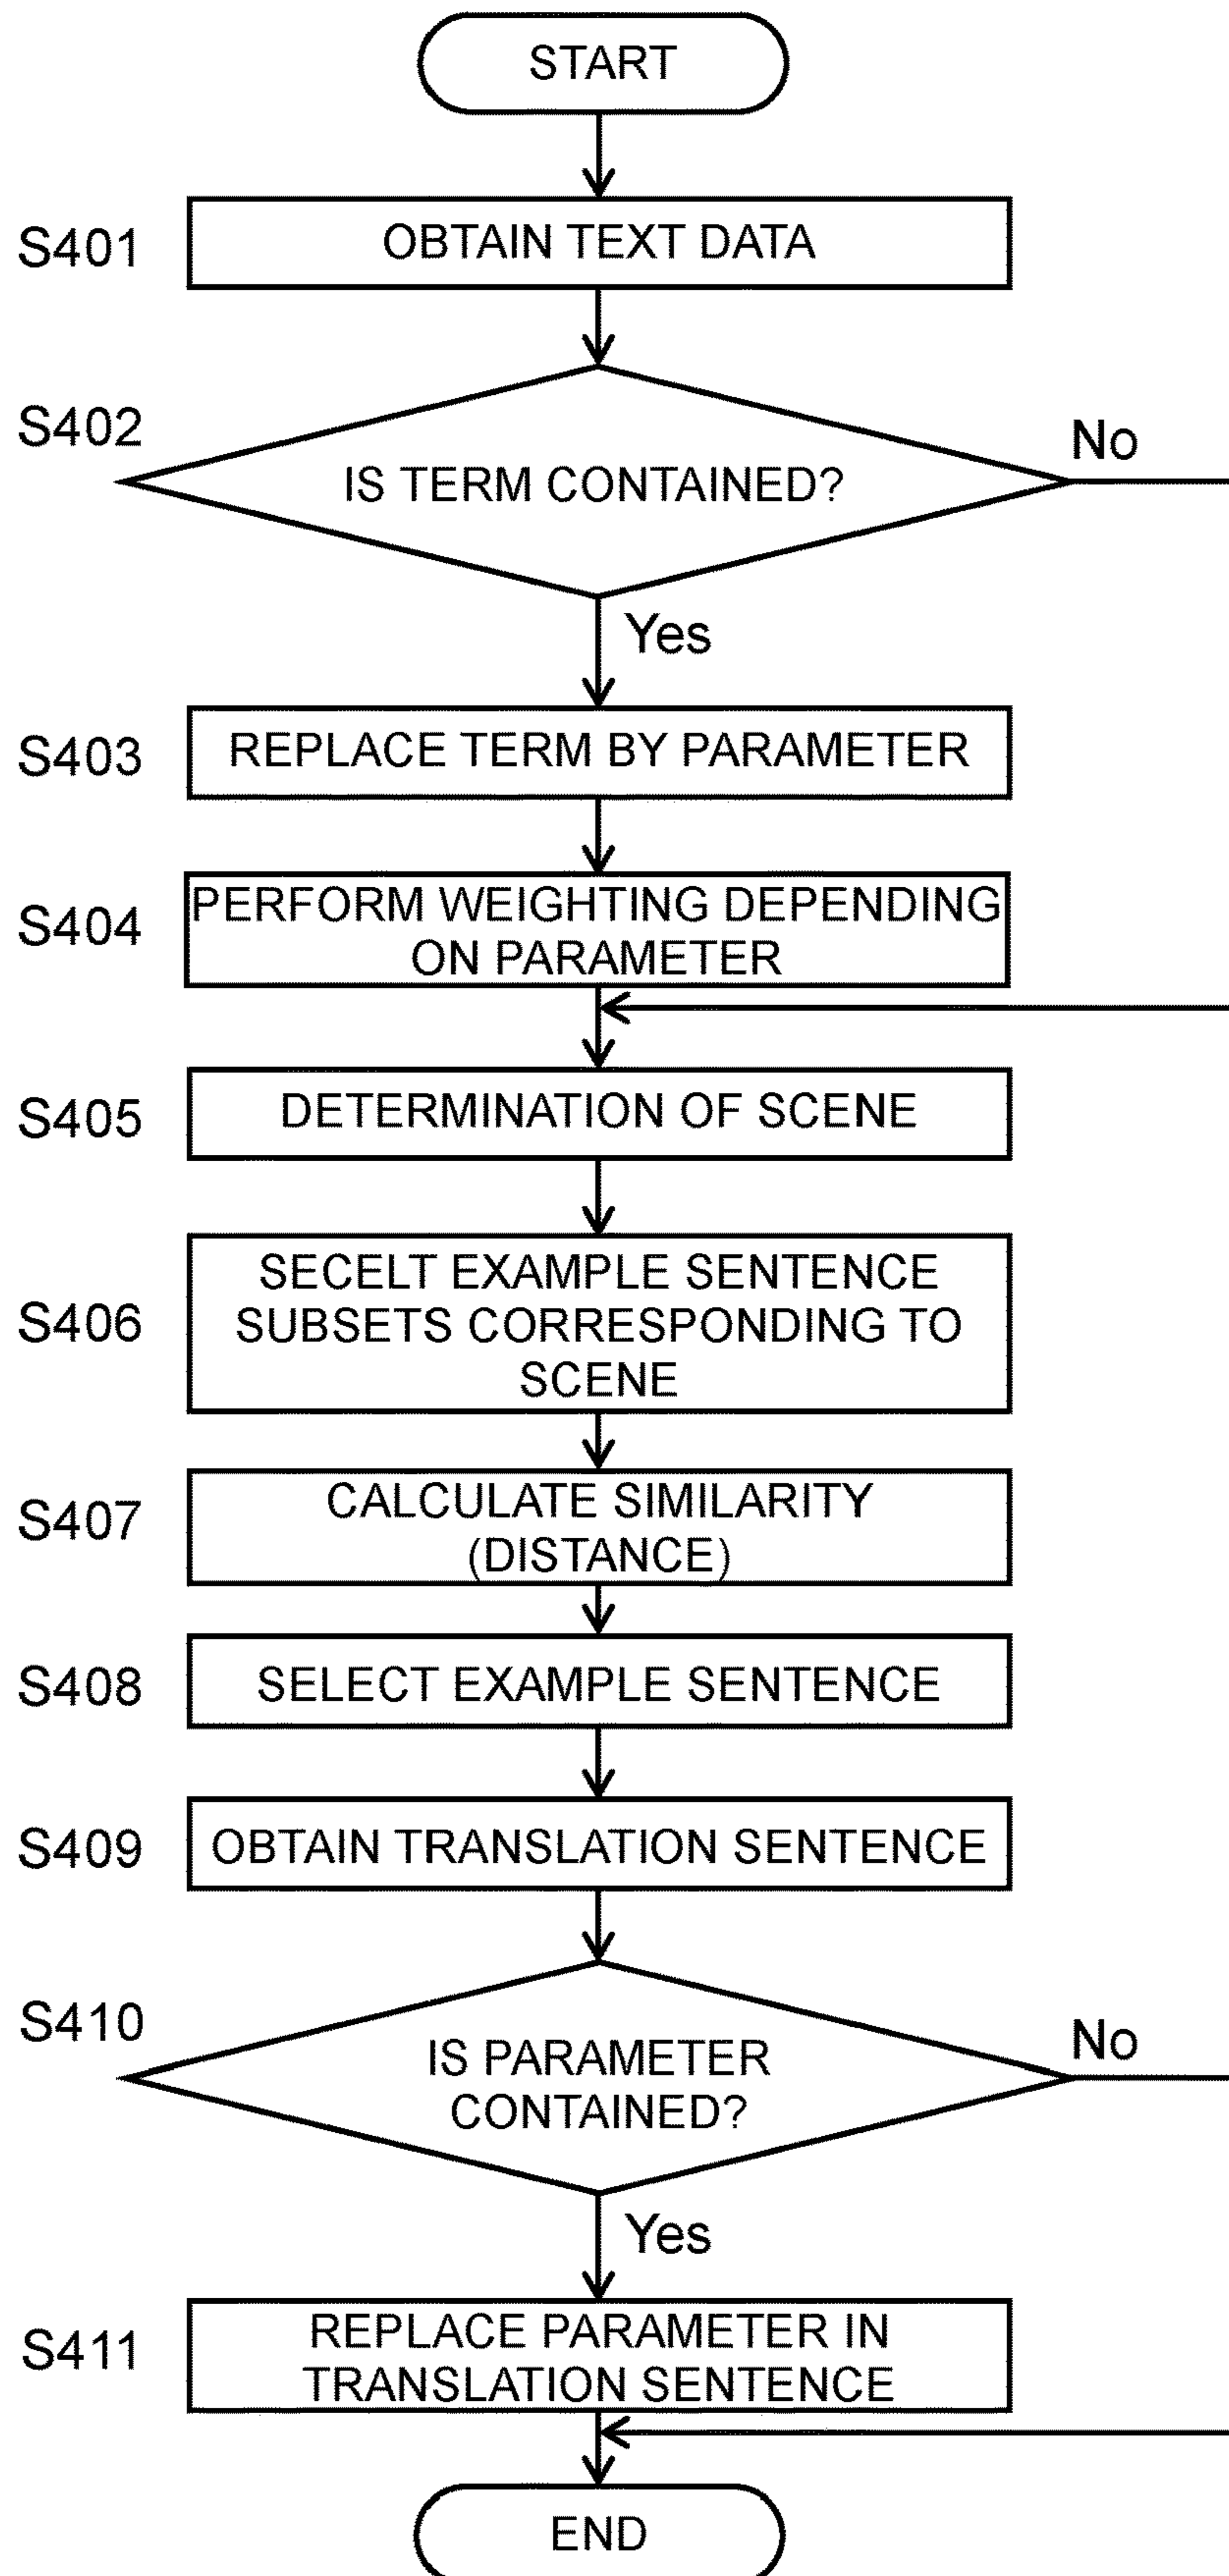 START
S401
OBTAIN TEXT DATA
S402
IS TERM CONTAINED?
No
Yes
S403
REPLACE TERM BY PARAMETER
S404
PERFORM WEIGHTING DEPENDING
ON PARAMETER
S405
DETERMINATION OF SCENE
S406
SECELT EXAMPLE SENTENCE
SUBSETS CORRESPONDING TO
SCENE
S407
CALCULATE SIMILARITY
(DISTANCE)
S408
SELECT EXAMPLE SENTENCE
S409
OBTAIN TRANSLATION SENTENCE
S410
IS PARAMETER
CONTAINED?
No
Yes
S411
REPLACE PARAMETER IN
TRANSLATION SENTENCE
END